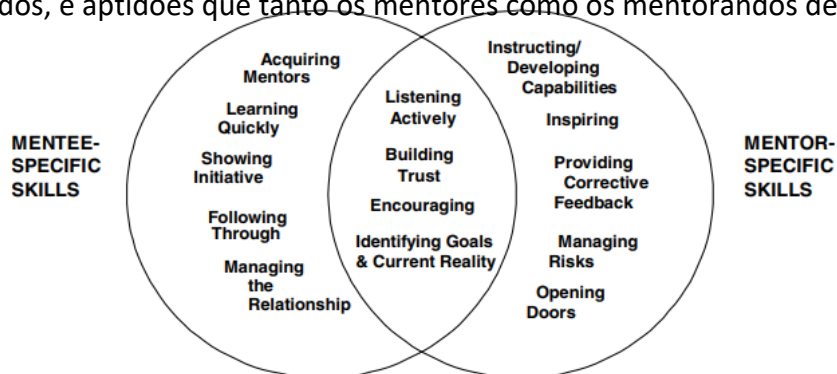 dos, e aptidões que tanto os mentores como os mentorandos de
MENTEE-
SPECIFIC
SKILLS
Acquiring
Mentors
Learning
Quickly
Showing
Initiative
Following
Through
Managing
the
Relationship
Listening
Actively
Building
Trust
Encouraging
Identifying Goals
& Current Reality
Instructing/
Developing
Capabilities
Inspiring
Providing
Corrective
Feedback
Managing
Risks
Opening
Doors
MENTOR-
SPECIFIC
SKILLS